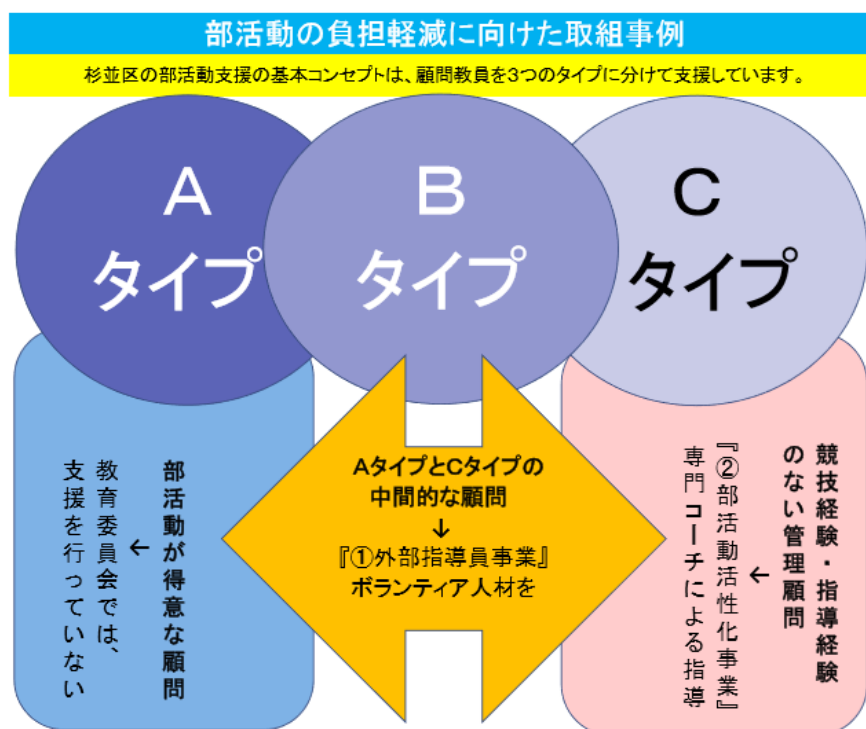 部活動の負担軽減に向けた取組事例
杉並区の部活動支援の基本コンセプトは、顧問教員を3つのタイプに分けて支援しています。
A
タイプ
B
タイプ
C
タイプ
部活動が得意な顧問
↓
教育委員会では、
支援を行っていない
AタイプとCタイプの
中間的な顧問
↓
『①外部指導員事業』
ボランティア人材を
競技経験・指導経験
のない管理顧問
↓
『②部活動活性化事業』
専門コーチによる指導